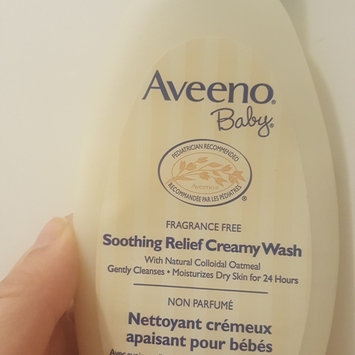 Aveeno®
Baby®
PEDIATRICIAN RECOMMENDED
Aveeno®
RECOMMANDÉE PAR LES PÉDIATRES
®
FRAGRANCE FREE
Soothing Relief Creamy Wash
With Natural Colloidal Oatmeal
Gently Cleanses • Moisturizes Dry Skin for 24 Hours
NON PARFUMÉ
Nettoyant crémeux
apaisant pour bébés